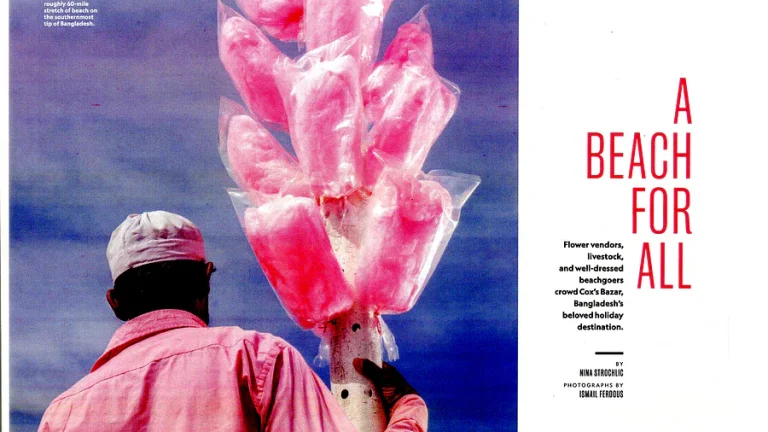 roughly 60-mile
stretch of beach on
the southernmost
tip of Bangladesh.
A
BEACH
FOR
ALL
Flower vendors,
livestock,
and well-dressed
beachgoers
crowd Cox's Bazar,
Bangladesh's
beloved holiday
destination.
BY
NINA STROCHLIC
PHOTOGRAPHS BY
ISMAIL FERDOUS